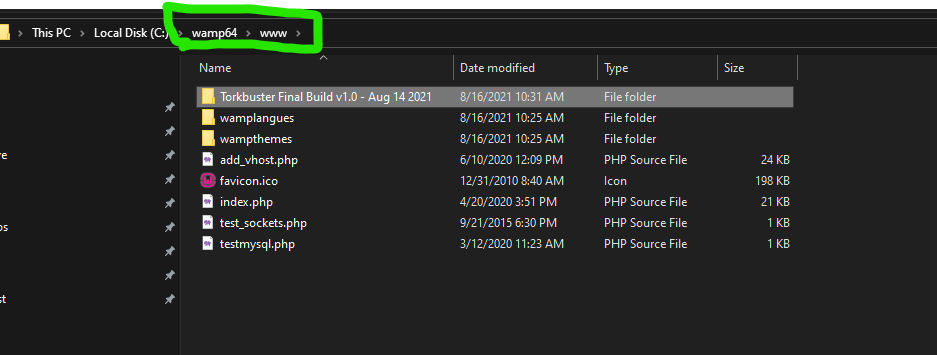 This PC > Local Disk (C:) > wamp64 > www >
Name Date modified Type Size
Torkbuster Final Build v1.0 - Aug 14 2021 8/16/2021 10:31 AM File folder
wamplangues 8/16/2021 10:25 AM File folder
wampthemes 8/16/2021 10:25 AM File folder
ve
add_vhost.php 6/10/2020 12:09 PM PHP Source File 24 KB
favicon.ico 12/31/2010 8:40 AM Icon 198 KB
index.php 4/20/2020 3:51 PM PHP Source File 21 KB
os
test_sockets.php 9/21/2015 6:30 PM PHP Source File 1 KB
testmysql.php 3/12/2020 11:23 AM PHP Source File 1 KB
st